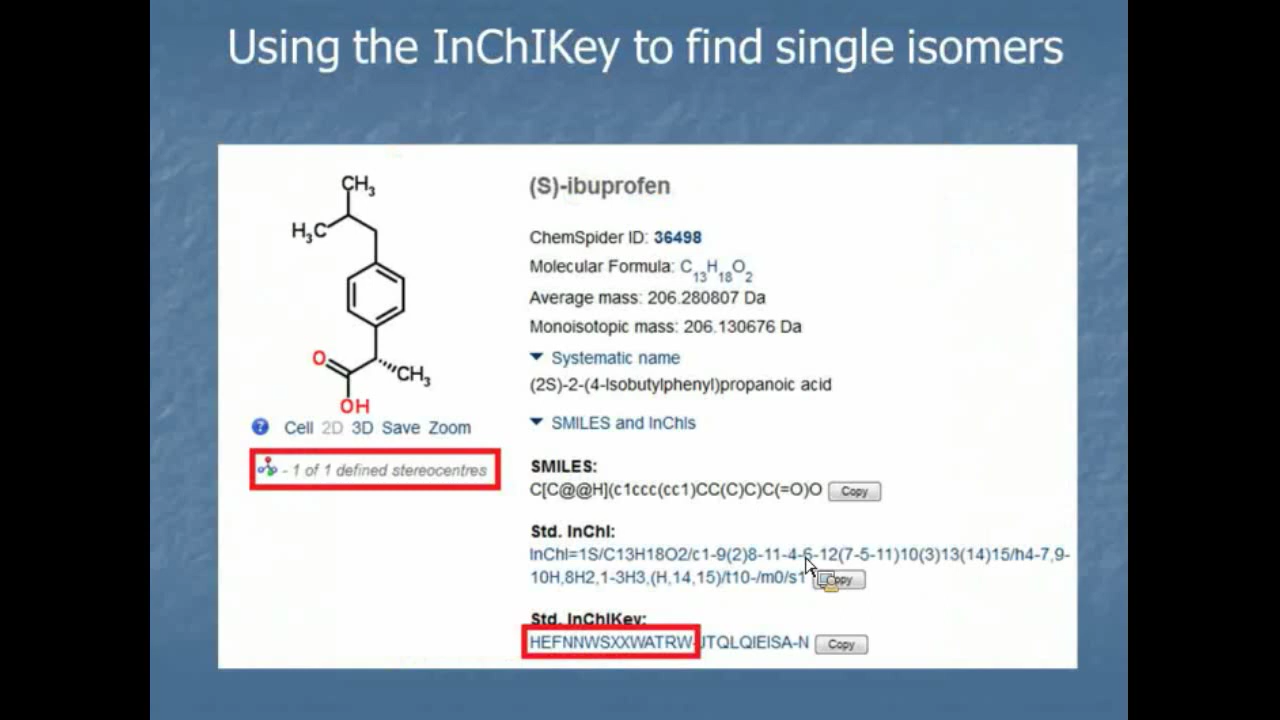 Using the InChIKey to find single isomers
CH3
H3C
O
CH3
OH
Cell 2D 3D Save Zoom
- 1 of 1 defined stereocentres
(S)-ibuprofen
ChemSpider ID: 36498
Molecular Formula: C13H18O2
Average mass: 206.280807 Da
Monoisotopic mass: 206.130676 Da
Systematic name
(2S)-2-(4-Isobutylphenyl)propanoic acid
SMILES and InChIs
SMILES:
C[C@@H](c1ccc(cc1)CC(C)C)C(=O)O Copy
Std. InChI:
InChI=1S/C13H18O2/c1-9(2)8-11-4-6-12(7-5-11)10(3)13(14)15/h4-7,9-
10H,8H2,1-3H3,(H,14,15)/t10-/m0/s1
Std. InChIKey:
HEFNNWSXXWATRW-JTQLQIEISA-N Copy